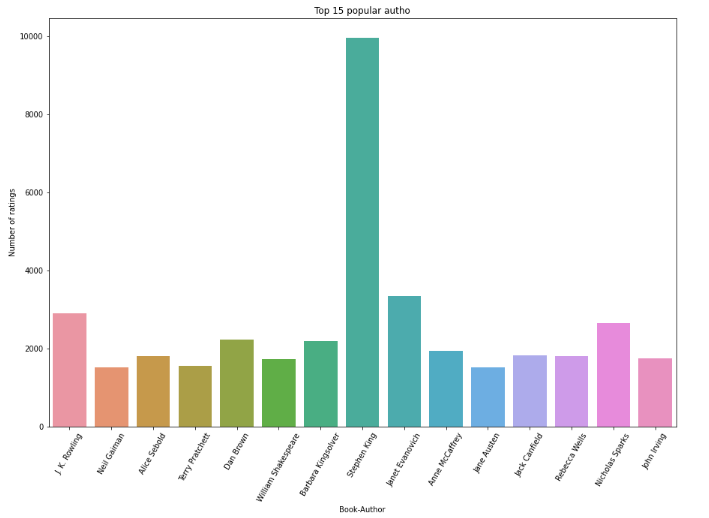 Top 15 popular autho
Number of ratings
10000
8000
6000
4000
2000
0
J. K. Rowling
Neil Gaiman
Alice Sebold
Terry Pratchett
Dan Brown
William Shakespeare
Barbara Kingsolver
Stephen King
Janet Evanovich
Anne McCaffrey
Jane Austen
Jack Canfield
Rebecca Wells
Nicholas Sparks
John Irving
Book-Author